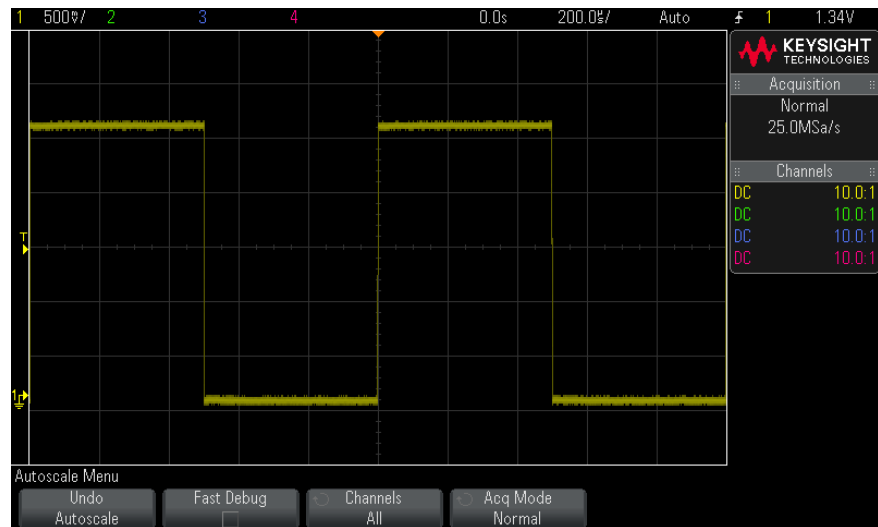 1 500mV/ 2 3 4 0.0s 200.0µs/ Auto 1 1.34V
KEYSIGHT
TECHNOLOGIES
Acquisition
Normal
25.0MSa/s
Channels
DC 10.0:1
DC 10.0:1
DC 10.0:1
DC 10.0:1
T
1
Autoscale Menu
Undo
Autoscale
Fast Debug
Channels
All
Acq Mode
Normal